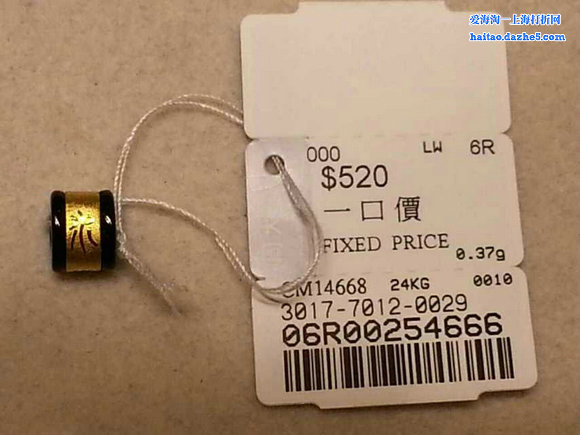 爱海淘—上海打折网
haitao.dazhe5.com
000 LW 6R
$520
一口價
FIXED PRICE
0.37g
CM14668 24KG 0010
3017-7012-0029
06R00254666